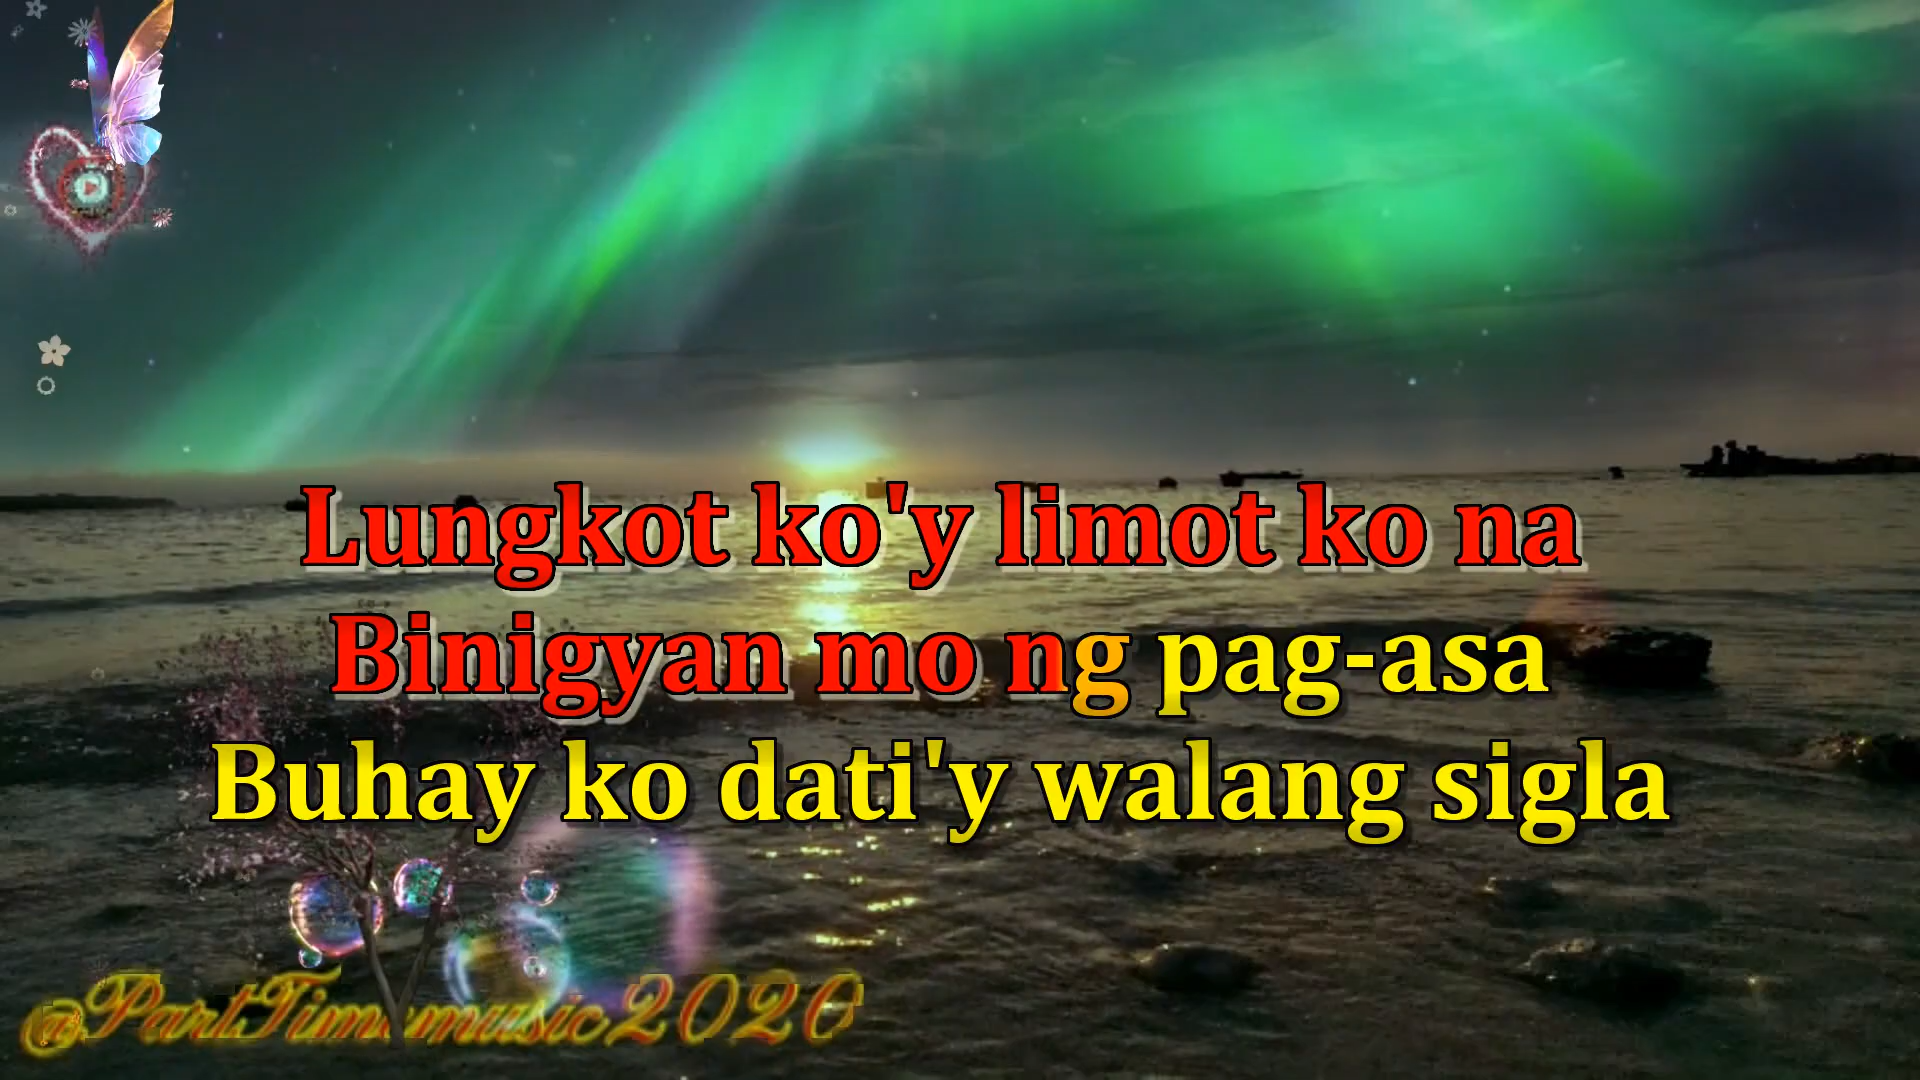 Lungkot ko'y limot ko na
Binigyan mo ng pag-asa
Buhay ko dati'y walang sigla
@PartTimemusic2020